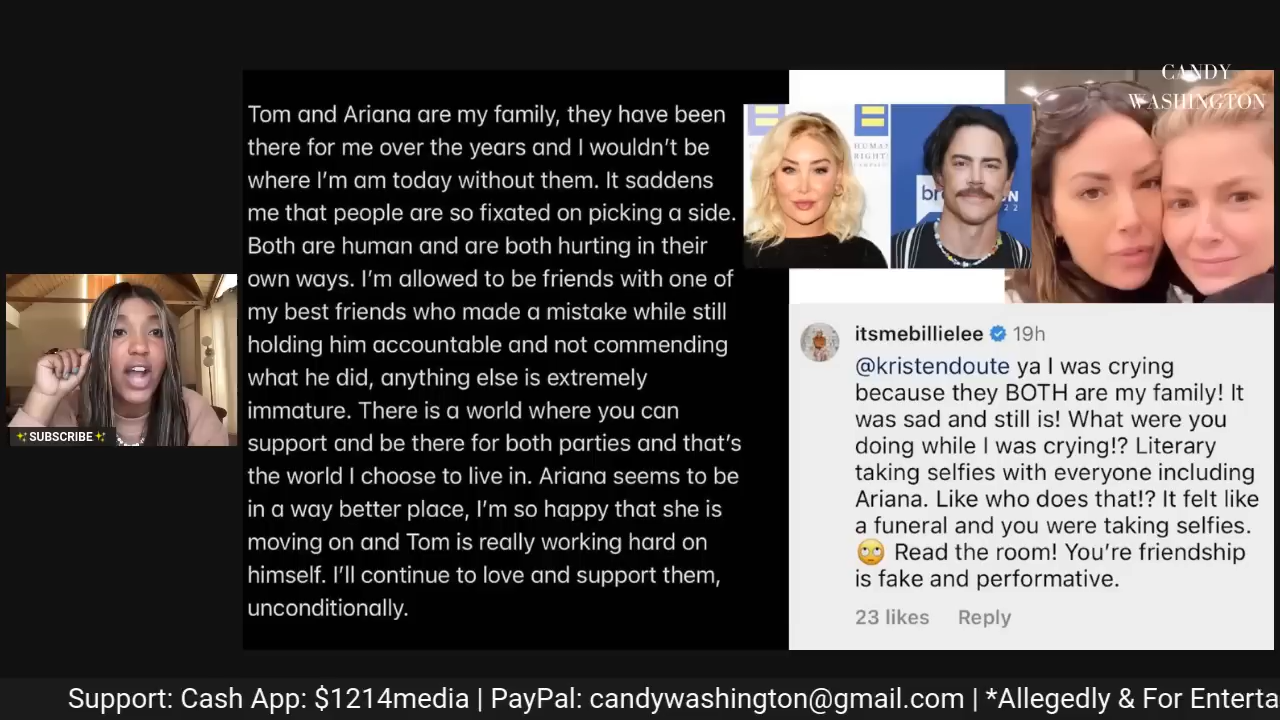 CANDY
WASHINGTON
Tom and Ariana are my family, they have been
there for me over the years and I wouldn't be
where I'm am today without them. It saddens
me that people are so fixated on picking a side.
Both are human and are both hurting in their
own ways. I'm allowed to be friends with one of
my best friends who made a mistake while still
holding him accountable and not commending
what he did, anything else is extremely
immature. There is a world where you can
support and be there for both parties and that's
the world I choose to live in. Ariana seems to be
in a way better place, I'm so happy that she is
moving on and Tom is really working hard on
himself. I'll continue to love and support them,
unconditionally.
HUMAN
RIGHT
itsmebillielee 19h
@kristendoute ya I was crying
because they BOTH are my family! It
was sad and still is! What were you
doing while I was crying!? Literary
taking selfies with everyone including
Ariana. Like who does that!? It felt like
a funeral and you were taking selfies.
🙄 Read the room! You're friendship
is fake and performative.
23 likes Reply
✨SUBSCRIBE✨
Support: Cash App: $1214media | PayPal: candywashington@gmail.com | *Allegedly & For Enterta